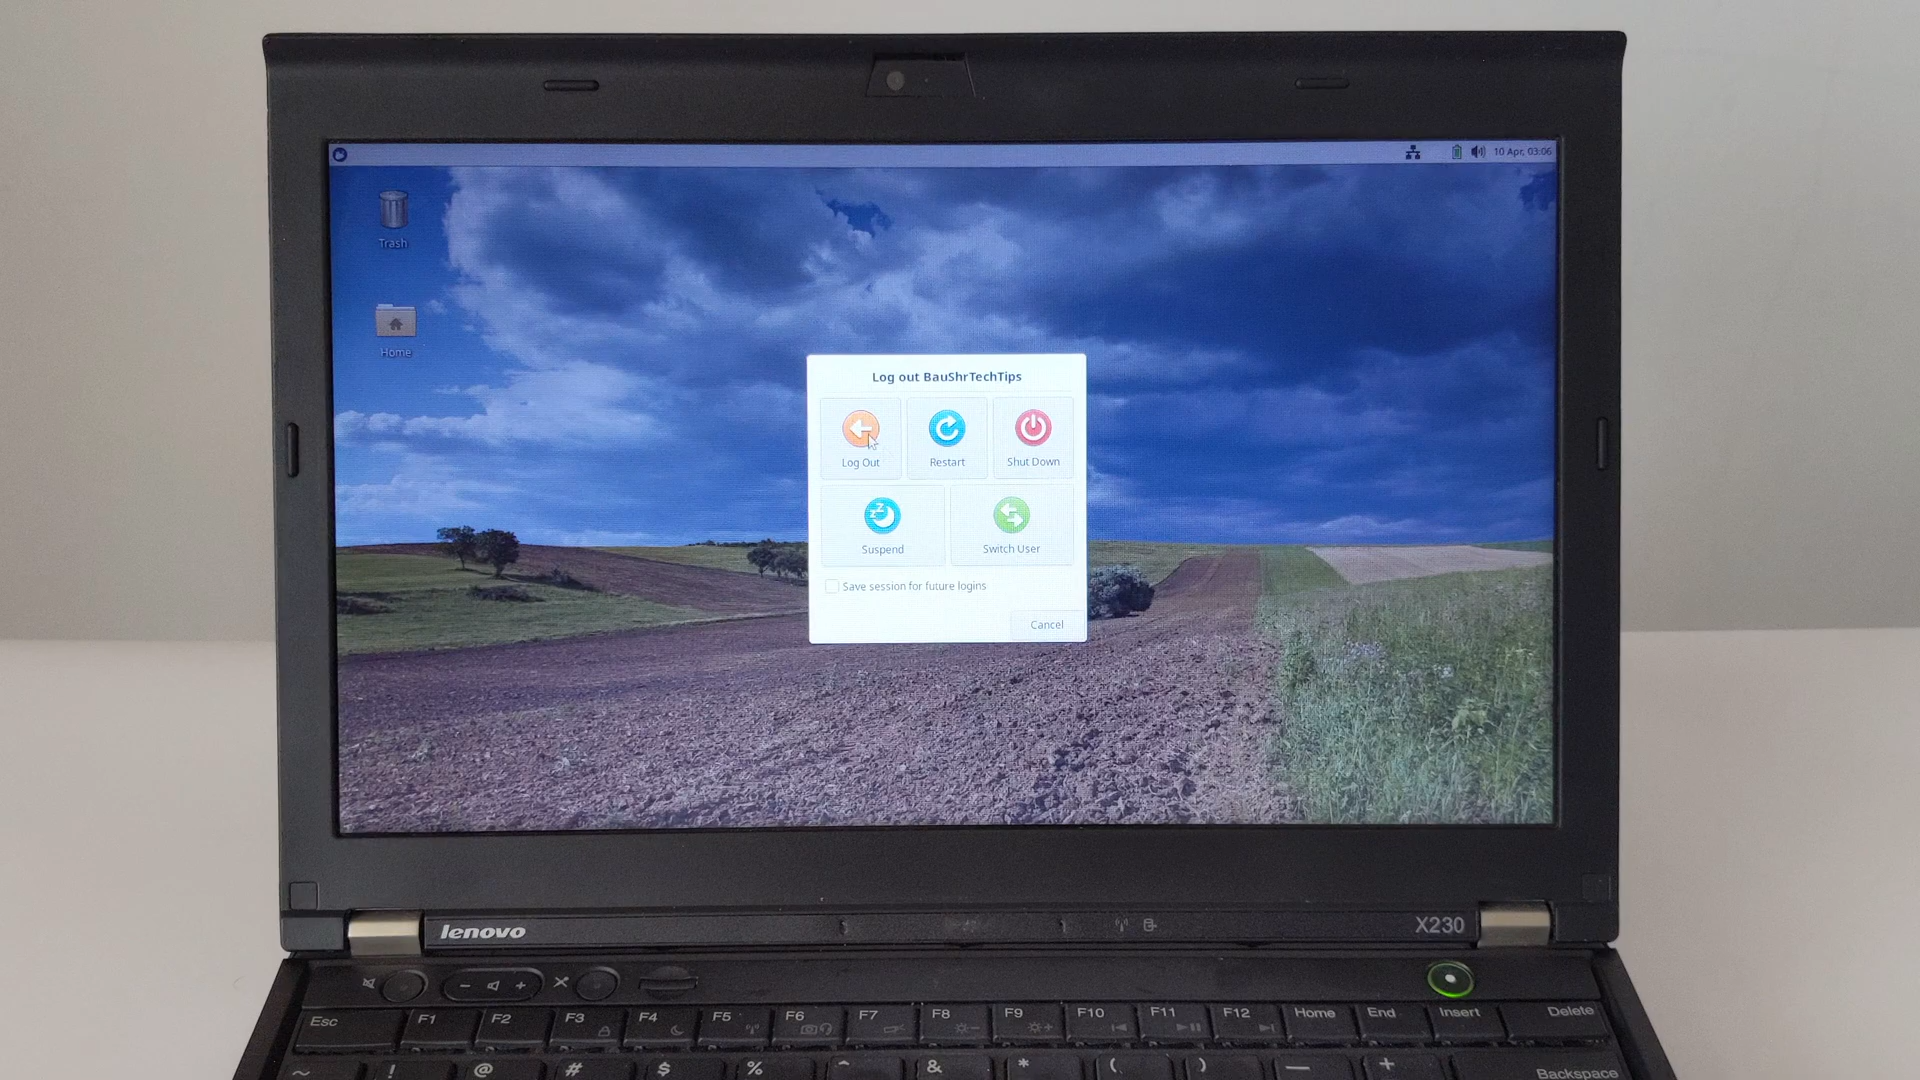 10 Apr, 03:06
Trash
Home
Log out BauShrTechTips
Log Out
Restart
Shut Down
Suspend
Switch User
Save session for future logins
Cancel
lenovo
X230
Esc F1 F2 F3 F4 F5 F6 F7 F8 F9 F10 F11 F12 Home End Insert Delete
~ ! @ # $ % ^ & * ( ) — + Backspace